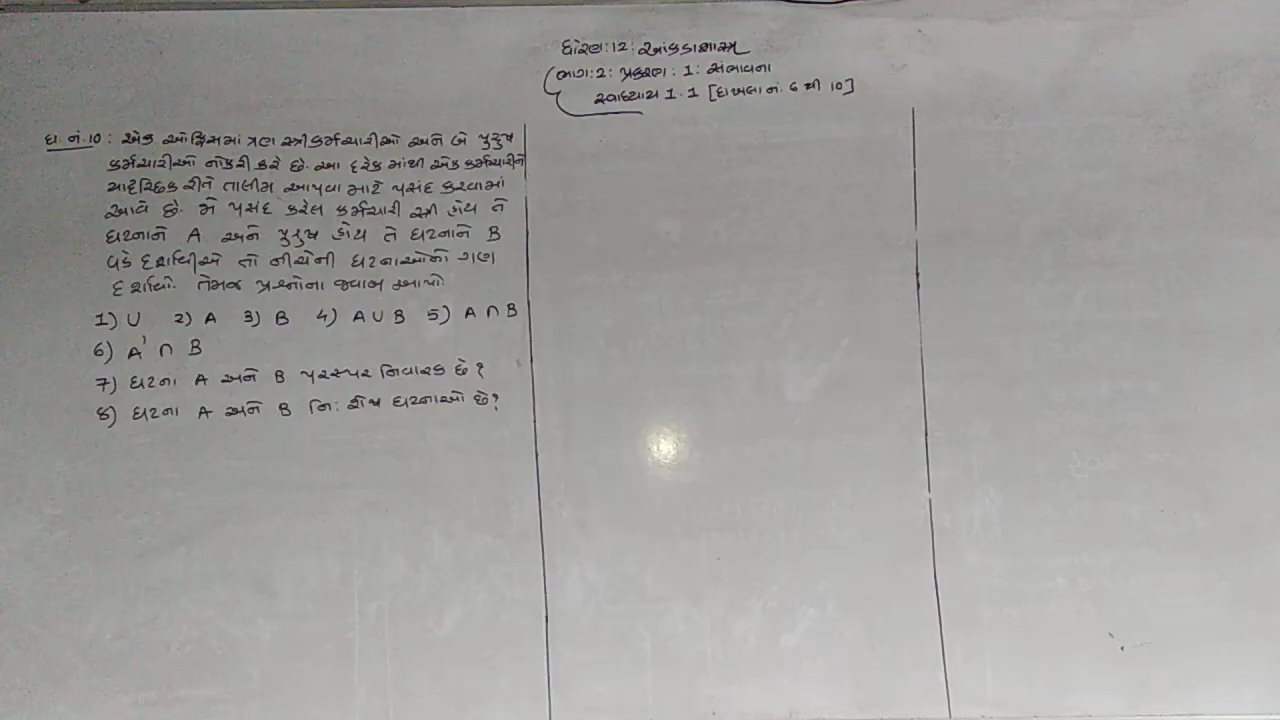 ધોરણ:12: આંકડાશાસ્ત્ર
ભાગ:2: પ્રકરણ: 1: સંભાવના
સ્વાધ્યાય 1.1 [દાખલા નં. 6 થી 10]
દા.નં.10: એક ઓફિસમાં ત્રણ સ્ત્રીકર્મચારીઓ અને બે પુરુષ
કર્મચારીઓ નોકરી કરે છે. આ દરેક માંથી એક કર્મચારીને
યાદૃચ્છિક રીતે તાલીમ આપવા માટે પસંદ કરવામાં
આવે છે. જો પસંદ કરેલ કર્મચારી સ્ત્રી હોય તે
ઘટનાને A અને પુરુષ હોય તે ઘટનાને B
વડે દર્શાવીએ તો નીચેની ઘટનાઓનો ગણ
દર્શાવો. તેમજ પ્રશ્નોના જવાબ આપો.
1) U 2) A 3) B 4) A ∪ B 5) A ∩ B
6) A' ∩ B
7) ઘટના A અને B પરસ્પર નિવારક છે?
8) ઘટના A અને B નિ:શેષ ઘટનાઓ છે?